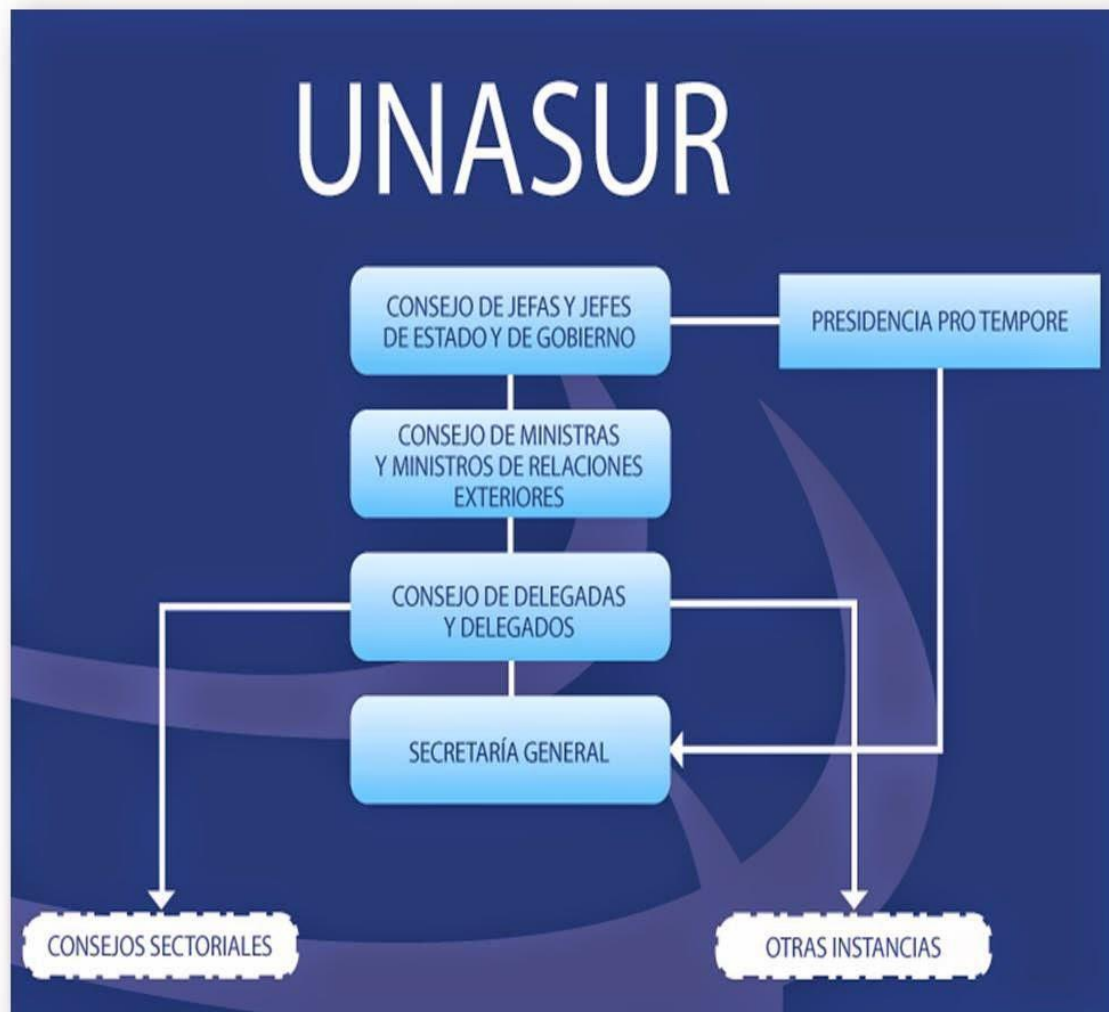 UNASUR
CONSEJO DE JEFAS Y JEFES
DE ESTADO Y DE GOBIERNO
PRESIDENCIA PRO TEMPORE
CONSEJO DE MINISTRAS
Y MINISTROS DE RELACIONES
EXTERIORES
CONSEJO DE DELEGADAS
Y DELEGADOS
SECRETARÍA GENERAL
CONSEJOS SECTORIALES
OTRAS INSTANCIAS